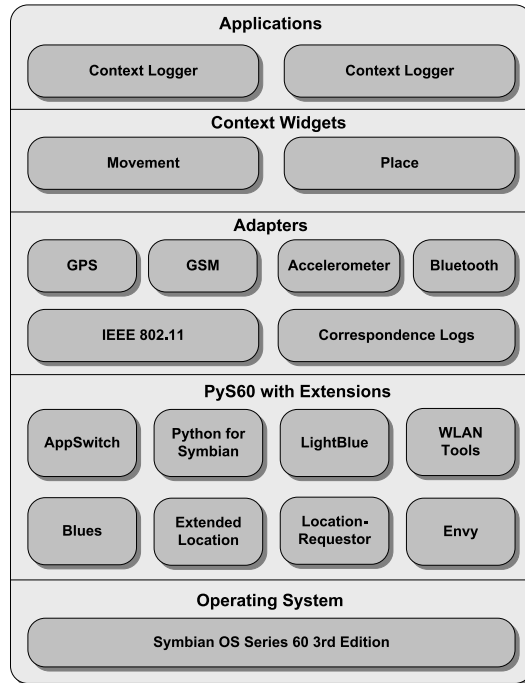 Applications
Context Logger
Context Logger
Context Widgets
Movement
Place
Adapters
GPS
GSM
Accelerometer
Bluetooth
IEEE 802.11
Correspondence Logs
PyS60 with Extensions
AppSwitch
Python for
Symbian
LightBlue
WLAN
Tools
Blues
Extended
Location
Location-
Requestor
Envy
Operating System
Symbian OS Series 60 3rd Edition